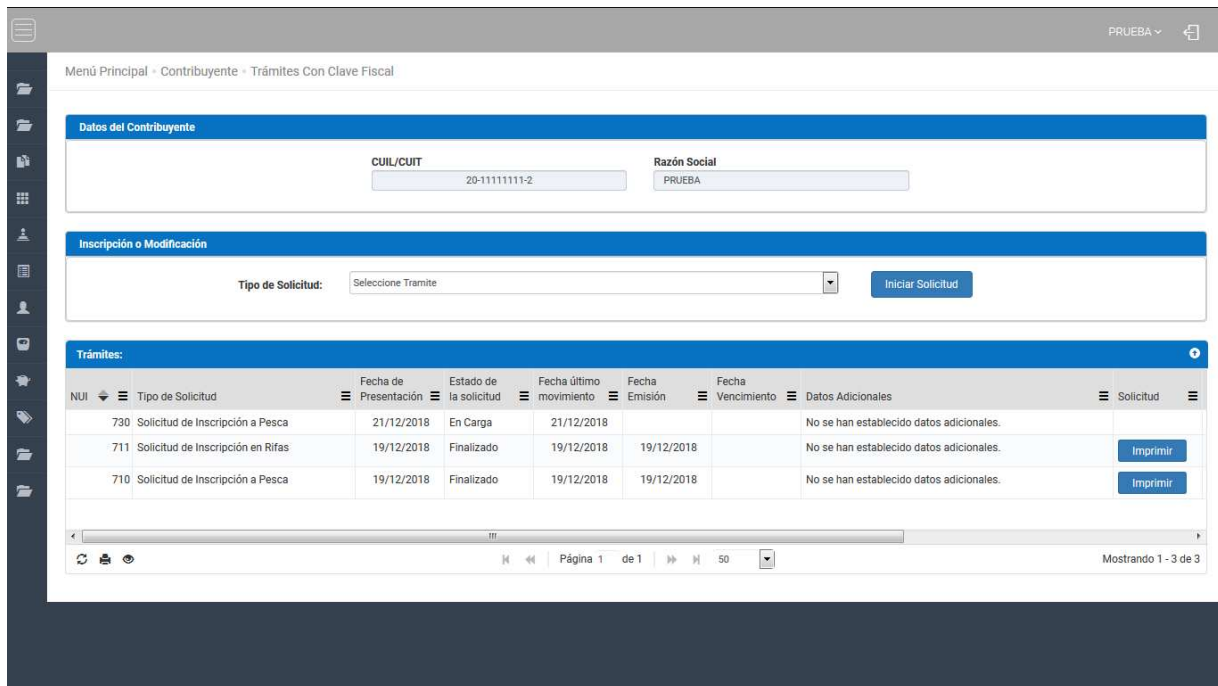 PRUEBA
Menú Principal • Contribuyente • Trámites Con Clave Fiscal
Datos del Contribuyente
CUIL/CUIT Razón Social
20-11111111-2 PRUEBA
Inscripción o Modificación
Tipo de Solicitud: Seleccione Tramite Iniciar Solicitud
Trámites:
Fecha de Estado de Fecha último Fecha Fecha
NUI Tipo de Solicitud Presentación la solicitud movimiento Emisión Vencimiento Datos Adicionales Solicitud
730 Solicitud de Inscripción a Pesca 21/12/2018 En Carga 21/12/2018 No se han establecido datos adicionales.
711 Solicitud de Inscripción en Rifas 19/12/2018 Finalizado 19/12/2018 19/12/2018 No se han establecido datos adicionales. Imprimir
710 Solicitud de Inscripción a Pesca 19/12/2018 Finalizado 19/12/2018 19/12/2018 No se han establecido datos adicionales. Imprimir
Página 1 de 1 50 Mostrando 1 - 3 de 3